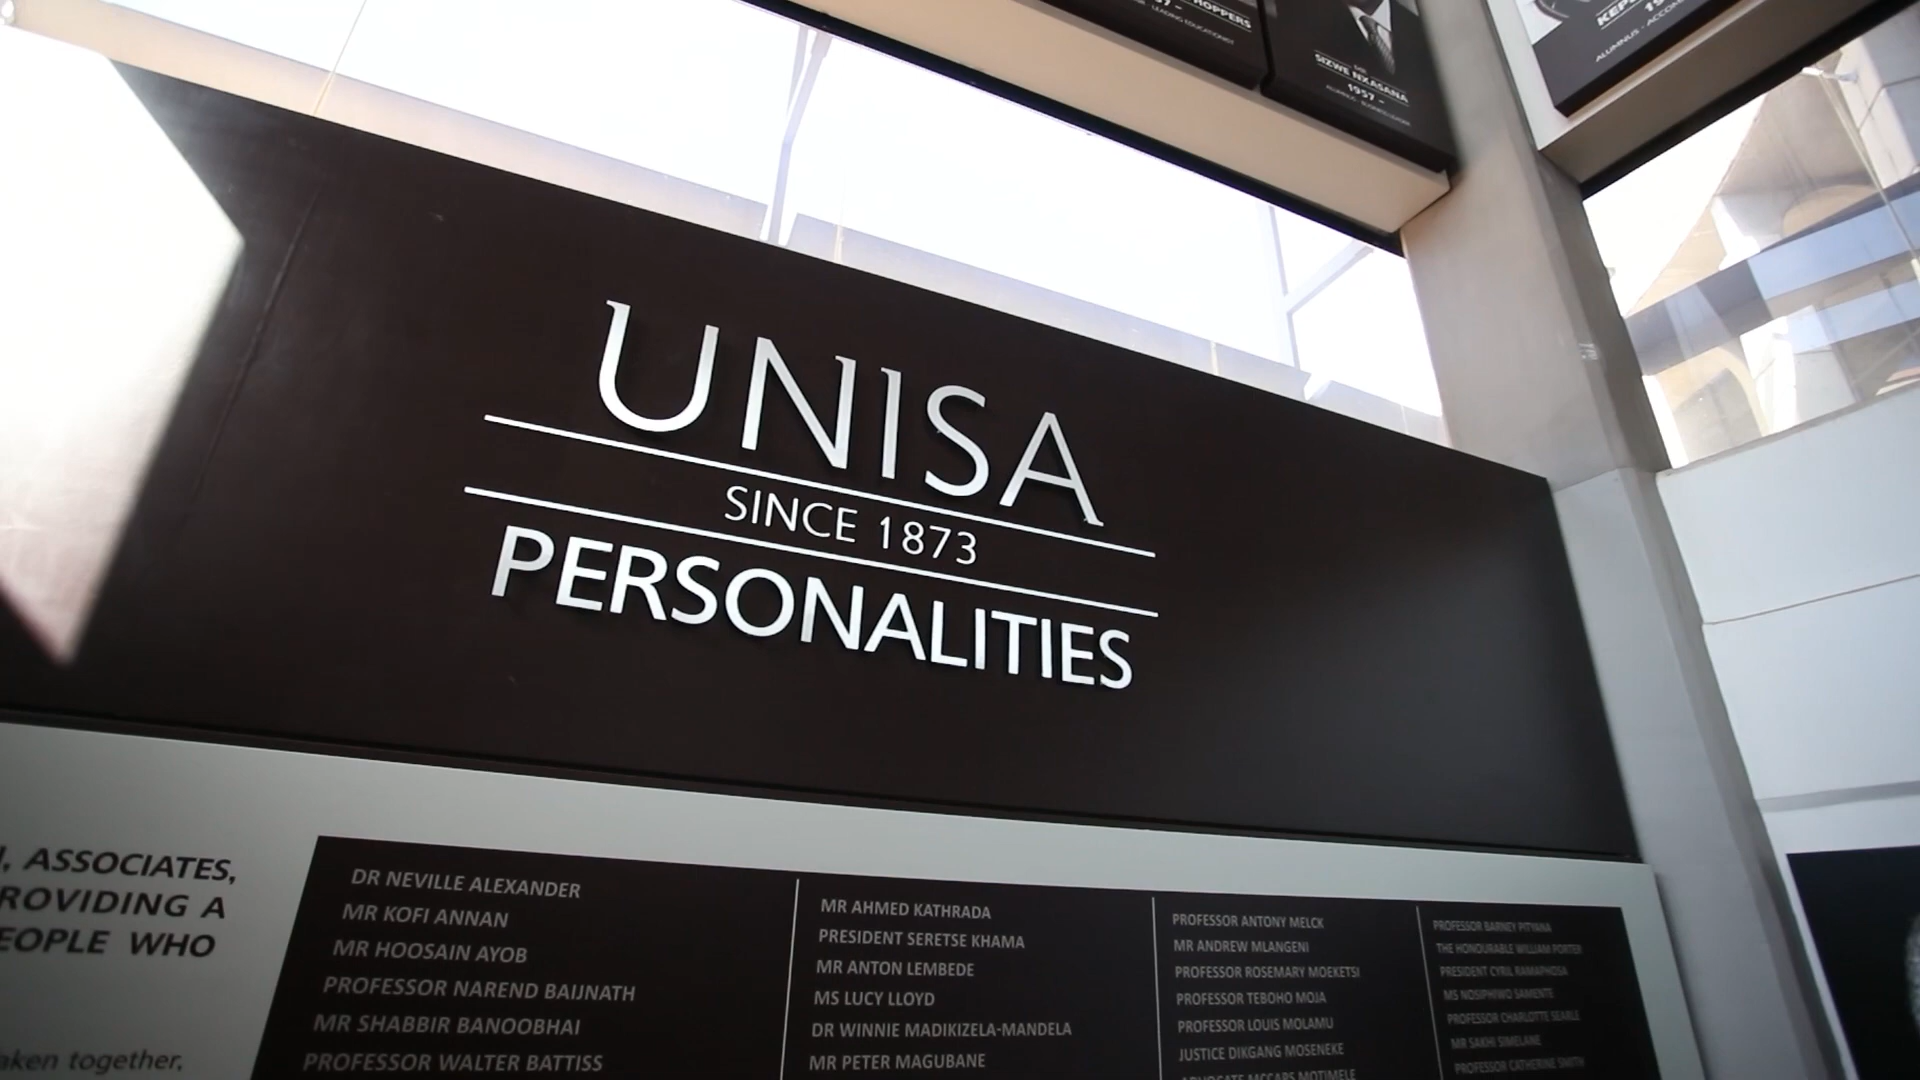 HOPPERS
LEADING EDUCATIONIST
SIZWE NXASANA
1957 –
UNISA
SINCE 1873
PERSONALITIES
ASSOCIATES,
A
WHO
together,
DR NEVILLE ALEXANDER
MR KOFI ANNAN
MR HOOSAIN AYOB
PROFESSOR NAREND BAIJNATH
MR SHABBIR BANOOBHAI
PROFESSOR WALTER BATTISS
MR AHMED KATHRADA
PRESIDENT SERETSE KHAMA
MR ANTON LEMBEDE
MS LUCY LLOYD
DR WINNIE MADIKIZELA-MANDELA
MR PETER MAGUBANE
PROFESSOR ANTONY MELCK
MR ANDREW MLANGENI
PROFESSOR ROSEMARY MOEKETSI
PROFESSOR TEBOHO MOJA
PROFESSOR LOUIS MOLAMU
JUSTICE DIKGANG MOSENEKE
PROFESSOR BARNEY PITYANA
THE HONOURABLE WILLIAM PORTER
PRESIDENT CYRIL RAMAPHOSA
MS NOSIPHIWO SAMENTE
PROFESSOR CHARLOTTE SEARLE
MR SAKHI SIMELANE
PROFESSOR CATHERINE SMITH